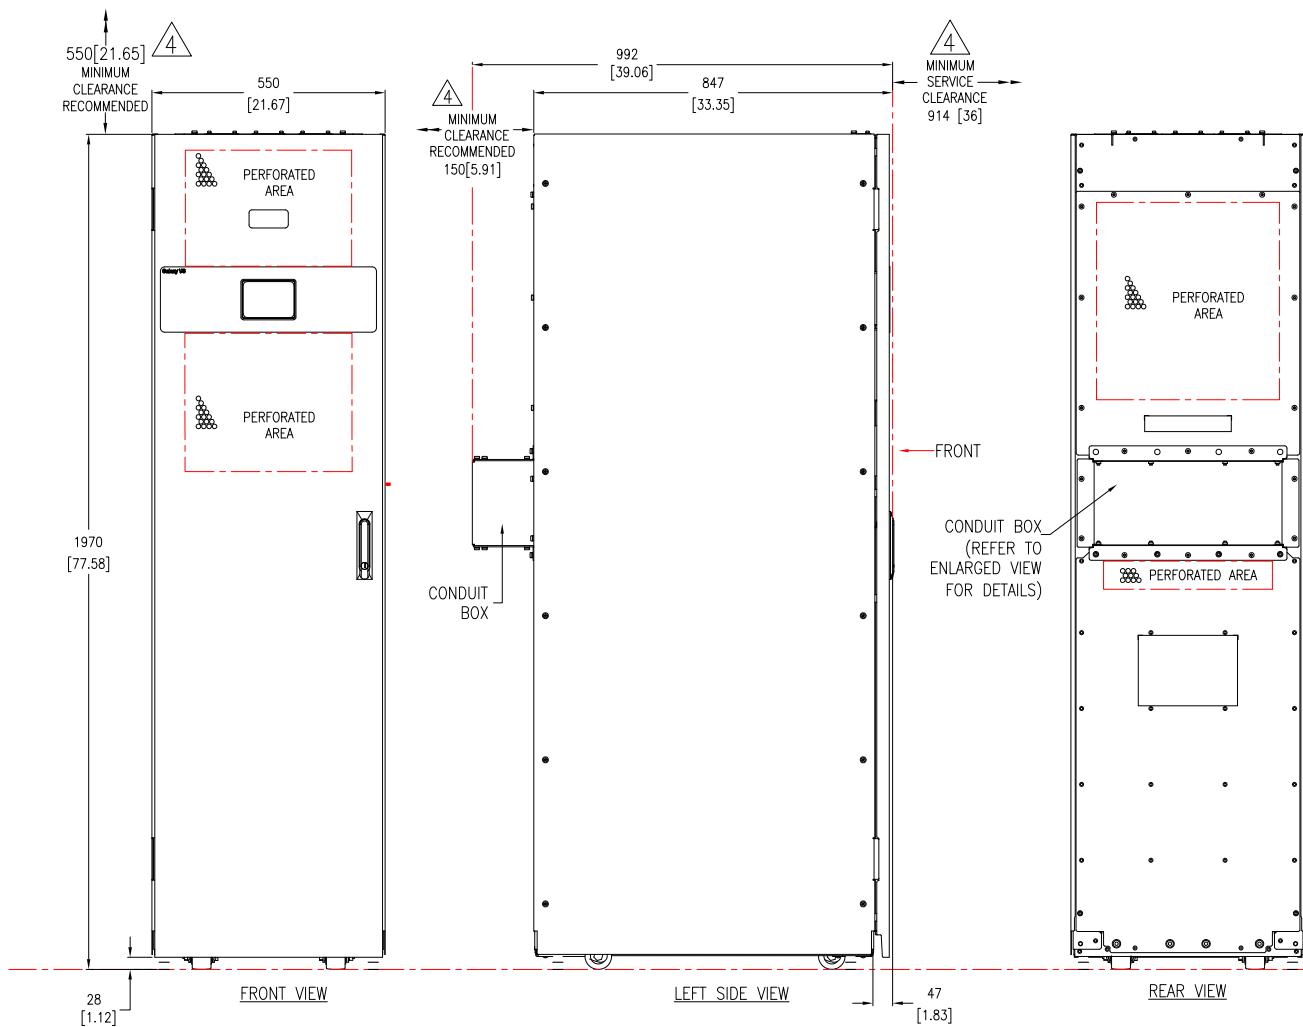 550[21.65]
4
MINIMUM
CLEARANCE
RECOMMENDED
550
[21.67]
PERFORATED
AREA
Galaxy VS
PERFORATED
AREA
1970
[77.58]
28
[1.12]
FRONT VIEW
992
[39.06]
847
[33.35]
4
MINIMUM
CLEARANCE
RECOMMENDED
150[5.91]
4
MINIMUM
SERVICE
CLEARANCE
914 [36]
FRONT
CONDUIT
BOX
LEFT SIDE VIEW
47
[1.83]
PERFORATED
AREA
CONDUIT BOX
(REFER TO
ENLARGED VIEW
FOR DETAILS)
PERFORATED AREA
REAR VIEW